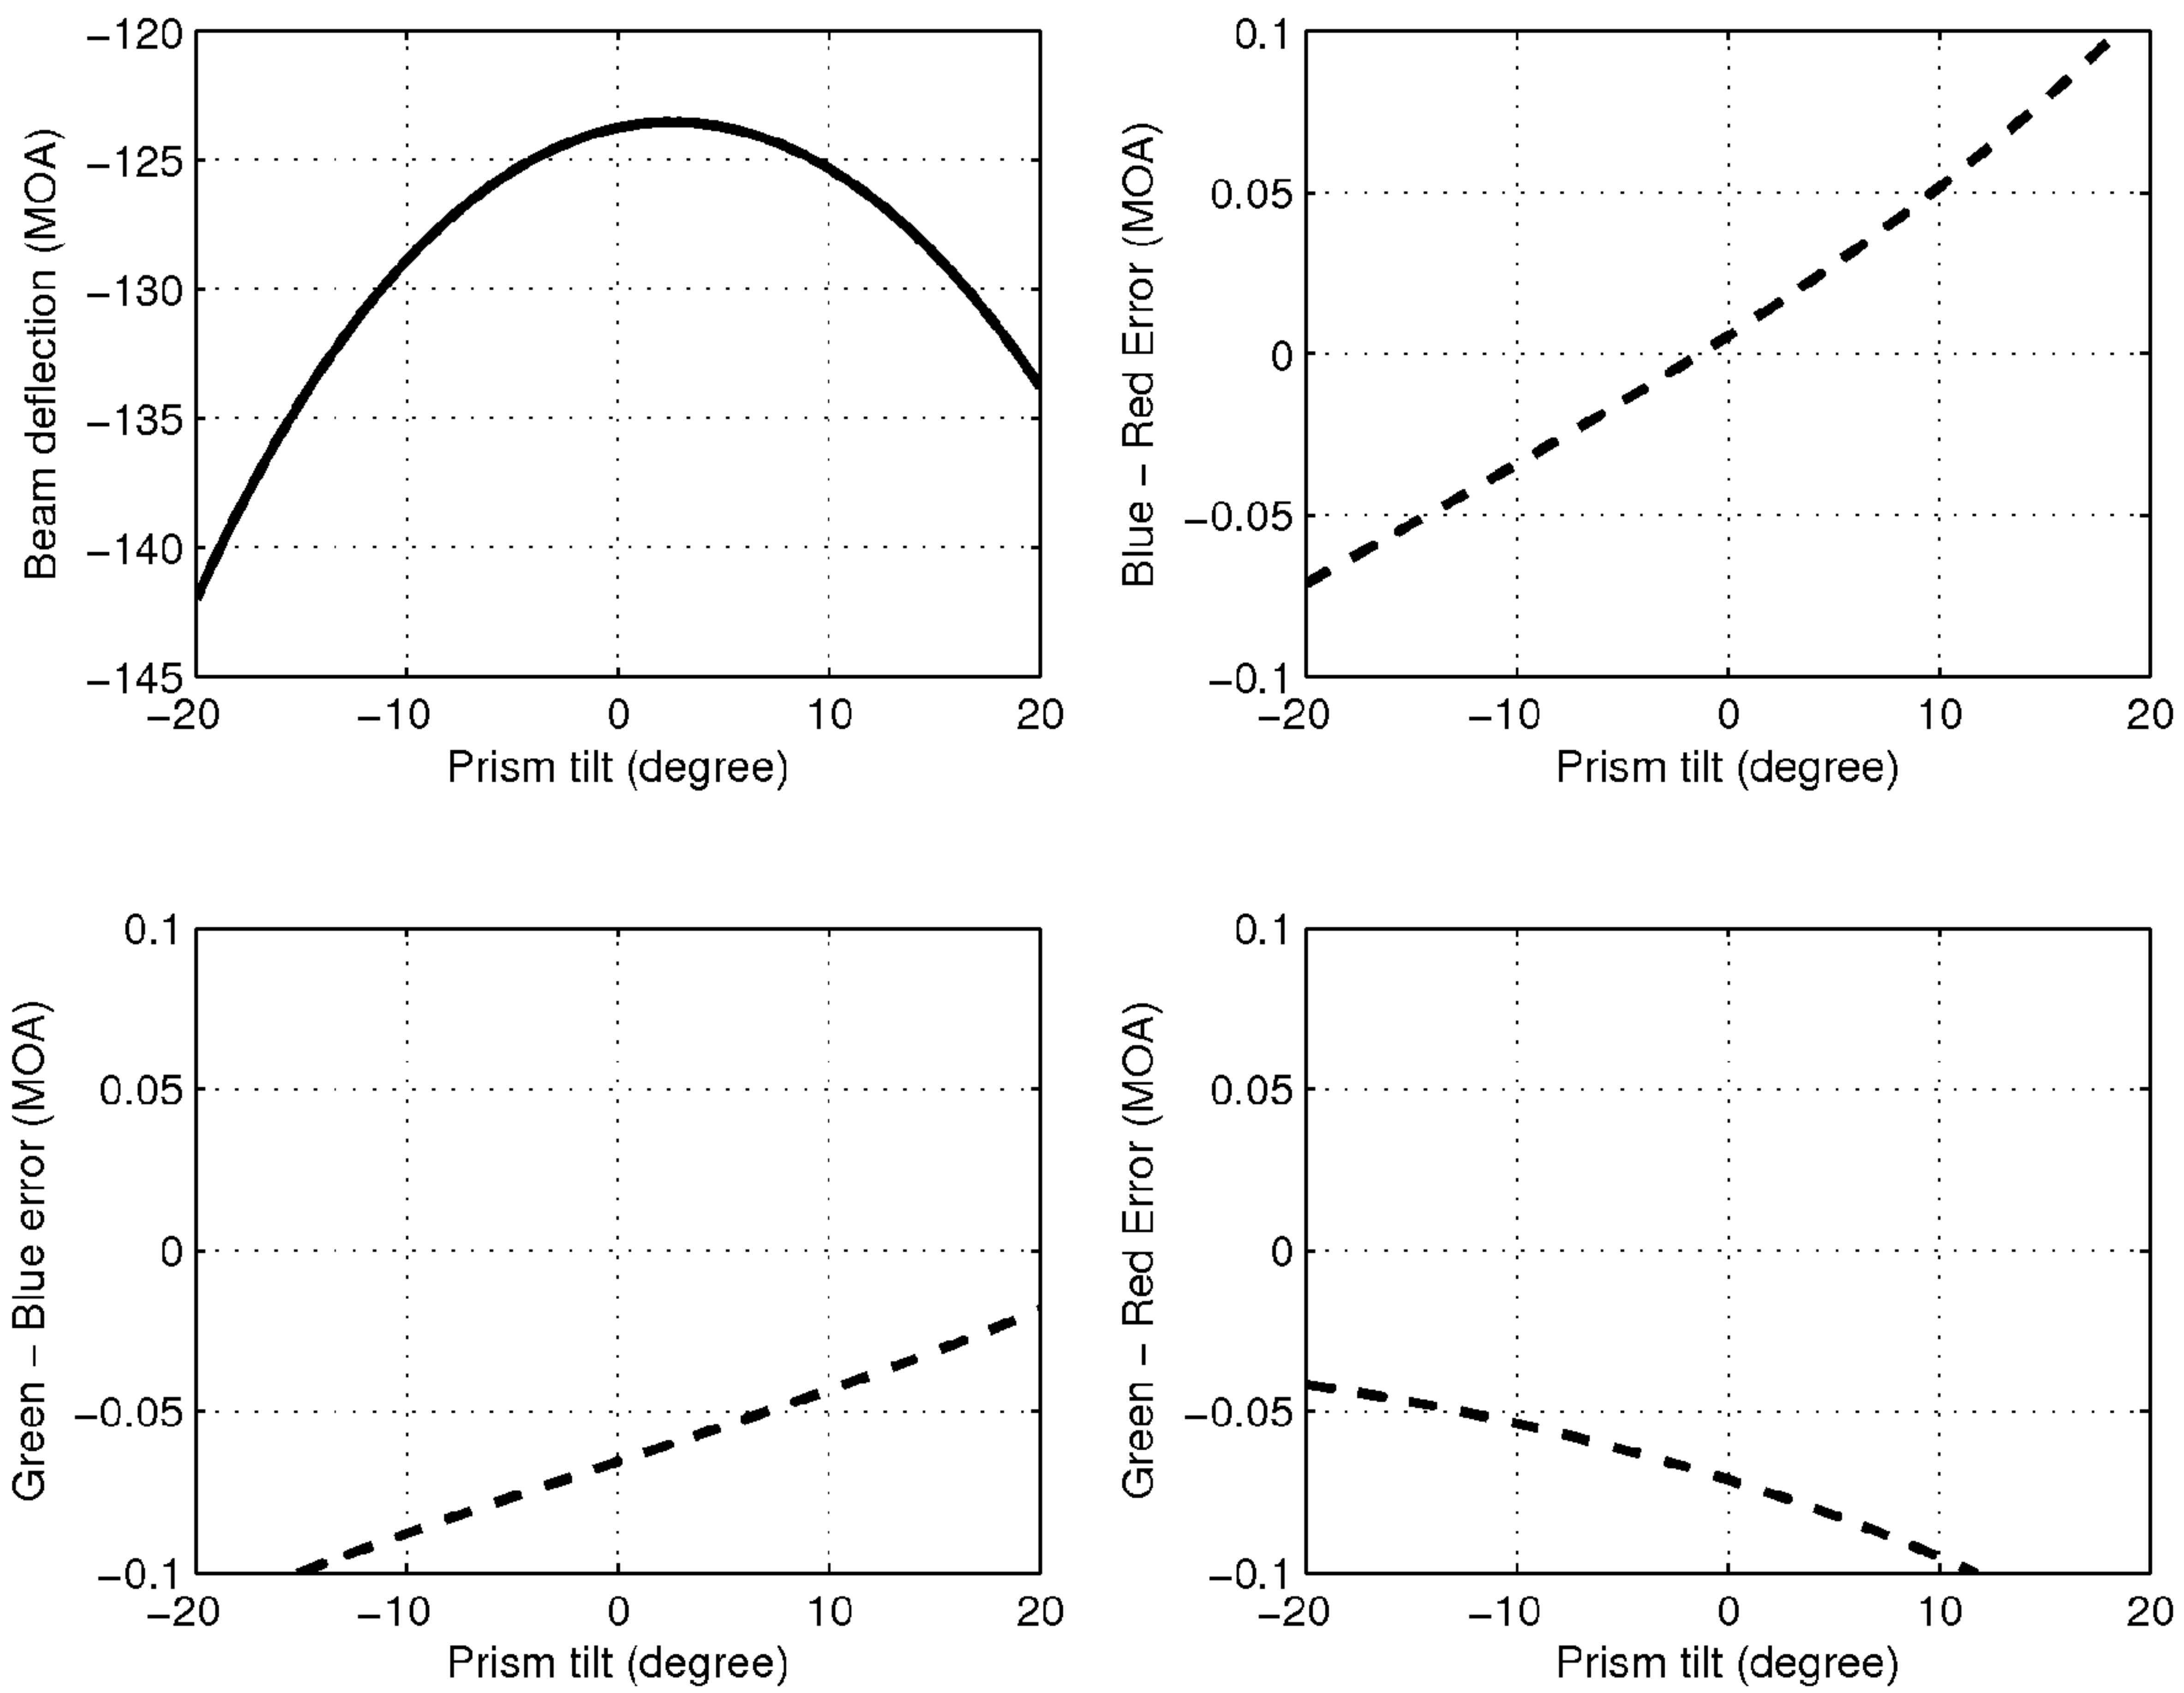 Beam deflection (MOA)
−120
−125
−130
−135
−140
−145
−20 −10 0 10 20
Prism tilt (degree)
Blue − Red Error (MOA)
0.1
0.05
0
−0.05
−0.1
−20 −10 0 10 20
Prism tilt (degree)
Green − Blue error (MOA)
0.1
0.05
0
−0.05
−0.1
−20 −10 0 10 20
Prism tilt (degree)
Green − Red Error (MOA)
0.1
0.05
0
−0.05
−0.1
−20 −10 0 10 20
Prism tilt (degree)